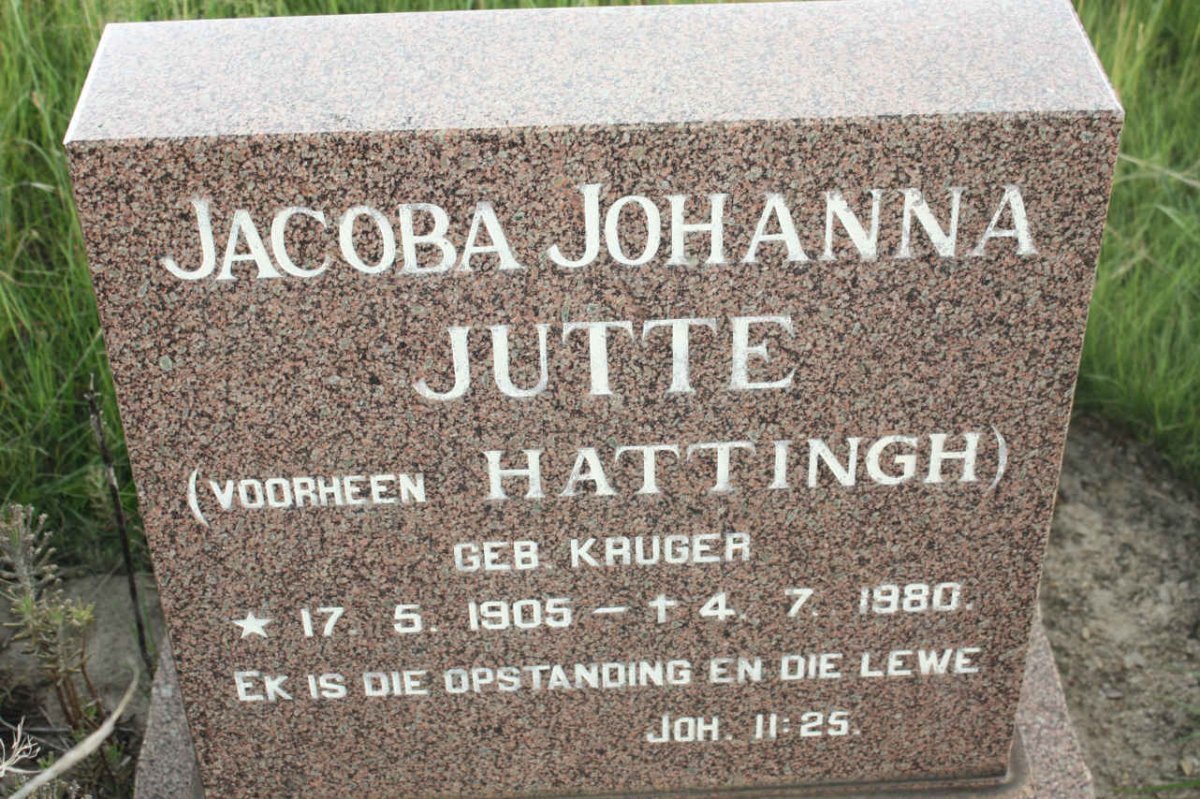 JACOBA JOHANNA
JUTTE
(VOORHEEN HATTINGH)
GEB. KRUGER
★ 17. 5. 1905 – † 4. 7. 1980.
EK IS DIE OPSTANDING EN DIE LEWE
JOH. 11:25.